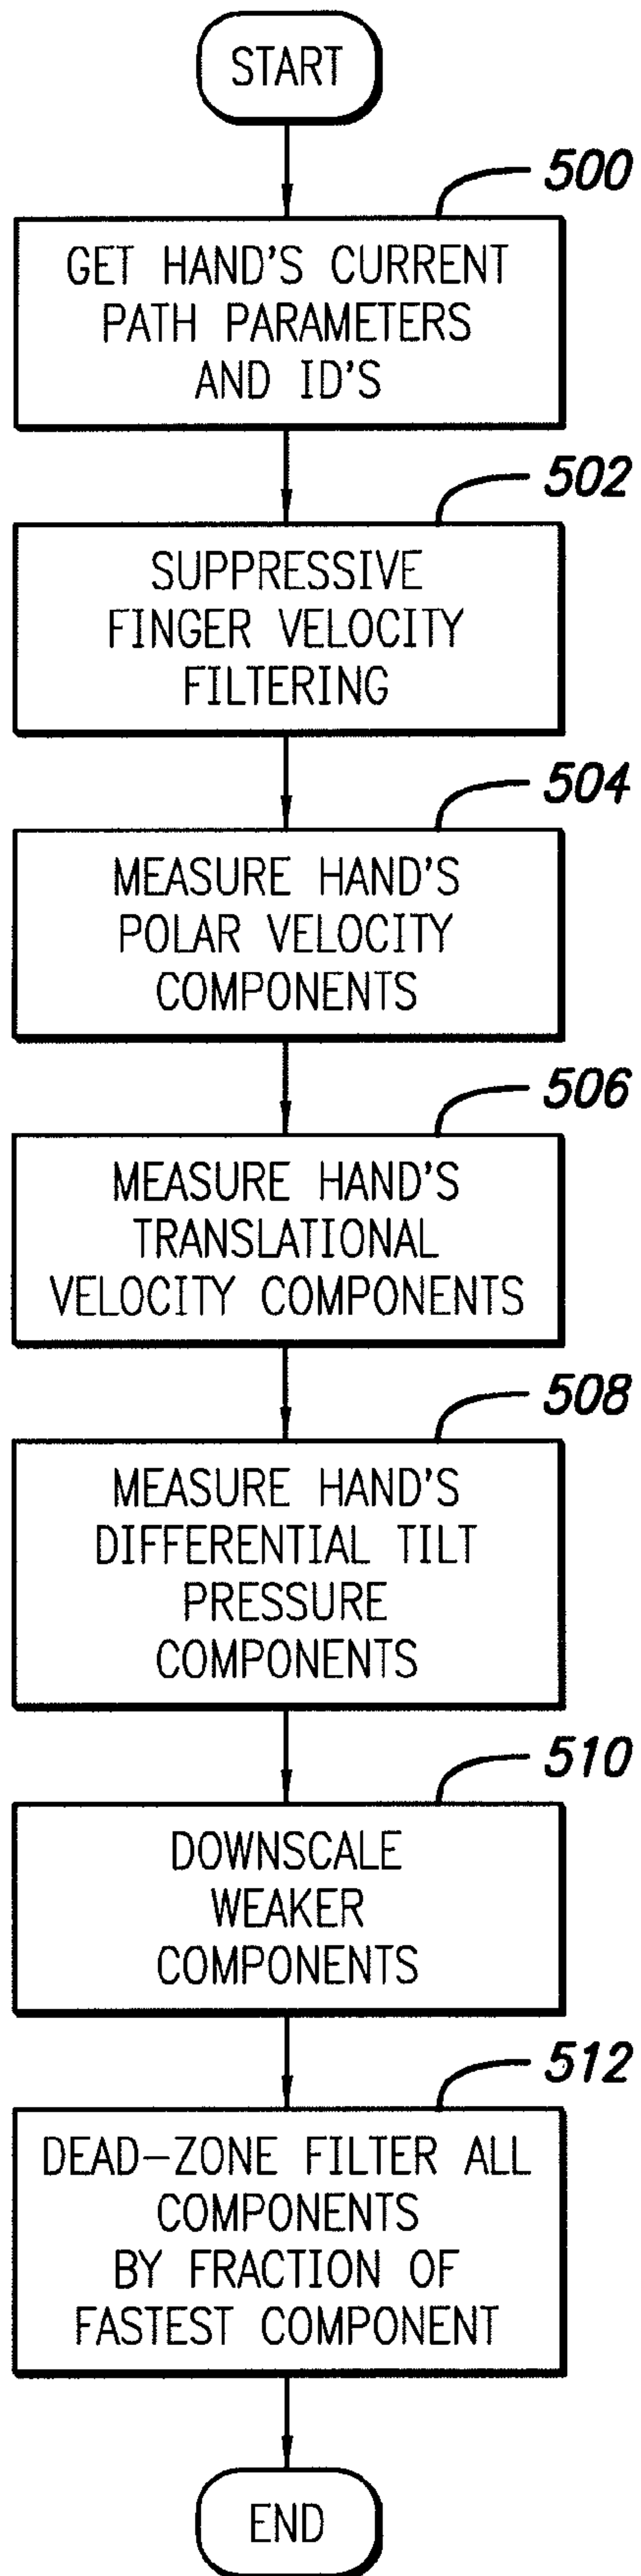 START
500
GET HAND'S CURRENT
PATH PARAMETERS
AND ID'S
502
SUPPRESSIVE
FINGER VELOCITY
FILTERING
504
MEASURE HAND'S
POLAR VELOCITY
COMPONENTS
506
MEASURE HAND'S
TRANSLATIONAL
VELOCITY COMPONENTS
508
MEASURE HAND'S
DIFFERENTIAL TILT
PRESSURE
COMPONENTS
510
DOWNSCALE
WEAKER
COMPONENTS
512
DEAD-ZONE FILTER ALL
COMPONENTS
BY FRACTION OF
FASTEST COMPONENT
END